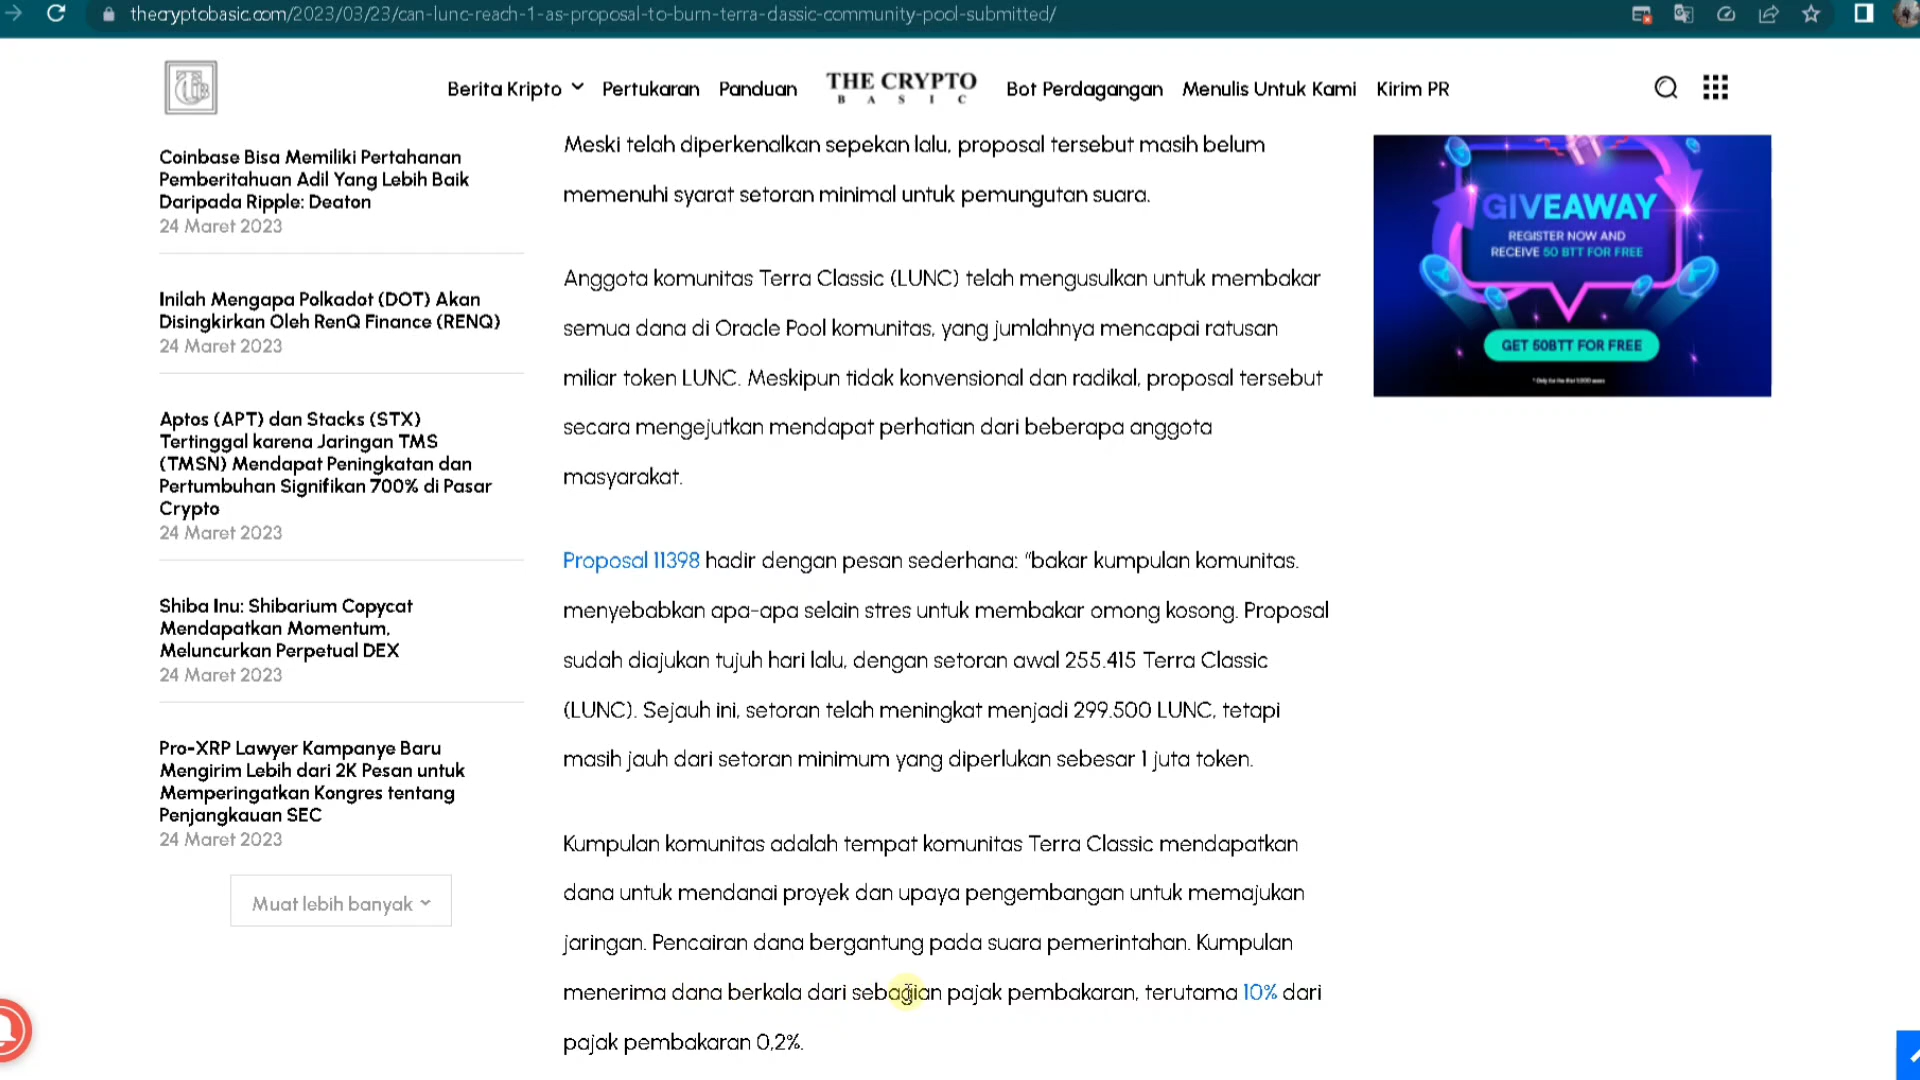 thecryptobasic.com/2023/03/23/can-lunc-reach-1-as-proposal-to-burn-terra-classic-community-pool-submitted/
Berita Kripto Pertukaran Panduan THE CRYPTO BASIC Bot Perdagangan Menulis Untuk Kami Kirim PR
Coinbase Bisa Memiliki Pertahanan
Pemberitahuan Adil Yang Lebih Baik
Daripada Ripple: Deaton
24 Maret 2023
Inilah Mengapa Polkadot (DOT) Akan
Disingkirkan Oleh RenQ Finance (RENQ)
24 Maret 2023
Aptos (APT) dan Stacks (STX)
Tertinggal karena Jaringan TMS
(TMSN) Mendapat Peningkatan dan
Pertumbuhan Signifikan 700% di Pasar
Crypto
24 Maret 2023
Shiba Inu: Shibarium Copycat
Mendapatkan Momentum,
Meluncurkan Perpetual DEX
24 Maret 2023
Pro-XRP Lawyer Kampanye Baru
Mengirim Lebih dari 2K Pesan untuk
Memperingatkan Kongres tentang
Penjangkauan SEC
24 Maret 2023
Muat lebih banyak
Meski telah diperkenalkan sepekan lalu, proposal tersebut masih belum
memenuhi syarat setoran minimal untuk pemungutan suara.
Anggota komunitas Terra Classic (LUNC) telah mengusulkan untuk membakar
semua dana di Oracle Pool komunitas, yang jumlahnya mencapai ratusan
miliar token LUNC. Meskipun tidak konvensional dan radikal, proposal tersebut
secara mengejutkan mendapat perhatian dari beberapa anggota
masyarakat.
Proposal 11398 hadir dengan pesan sederhana: “bakar kumpulan komunitas.
menyebabkan apa-apa selain stres untuk membakar omong kosong. Proposal
sudah diajukan tujuh hari lalu, dengan setoran awal 255.415 Terra Classic
(LUNC). Sejauh ini, setoran telah meningkat menjadi 299.500 LUNC, tetapi
masih jauh dari setoran minimum yang diperlukan sebesar 1 juta token.
Kumpulan komunitas adalah tempat komunitas Terra Classic mendapatkan
dana untuk mendanai proyek dan upaya pengembangan untuk memajukan
jaringan. Pencairan dana bergantung pada suara pemerintahan. Kumpulan
menerima dana berkala dari sebagian pajak pembakaran, terutama 10% dari
pajak pembakaran 0,2%.
GIVEAWAY
REGISTER NOW AND
RECEIVE 50 BTT FOR FREE
GET 50BTT FOR FREE